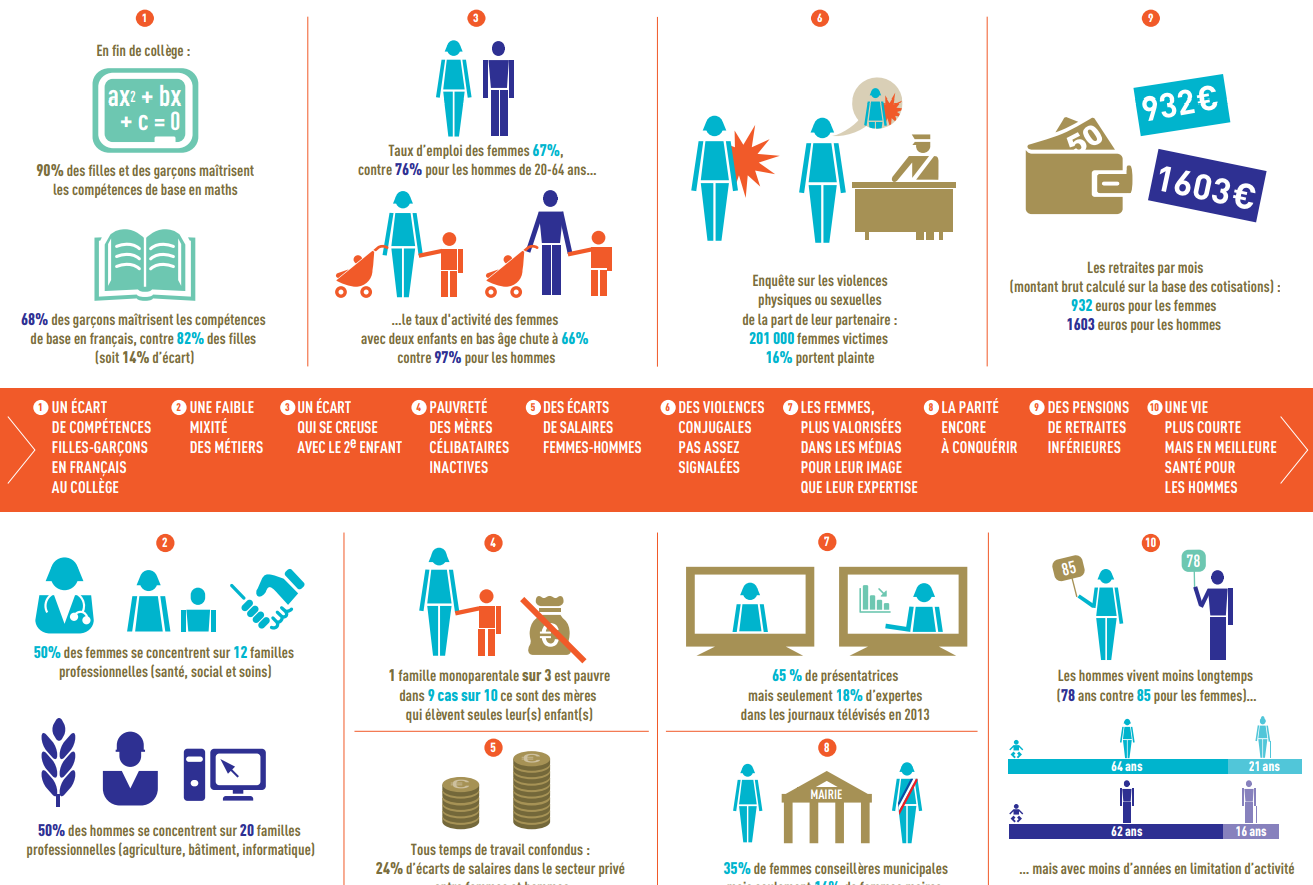 1
En fin de collège :
ax2 + bx
+ c = 0
90% des filles et des garçons maîtrisent
les compétences de base en maths
68% des garçons maîtrisent les compétences
de base en français, contre 82% des filles
(soit 14% d'écart)
3
Taux d'emploi des femmes 67%,
contre 76% pour les hommes de 20-64 ans...
...le taux d'activité des femmes
avec deux enfants en bas âge chute à 66%
contre 97% pour les hommes
6
Enquête sur les violences
physiques ou sexuelles
de la part de leur partenaire :
201 000 femmes victimes
16% portent plainte
9
50
932€
1603€
Les retraites par mois
(montant brut calculé sur la base des cotisations) :
932 euros pour les femmes
1603 euros pour les hommes
1 UN ÉCART
DE COMPÉTENCES
FILLES-GARÇONS
EN FRANÇAIS
AU COLLÈGE
2 UNE FAIBLE
MIXITÉ
DES MÉTIERS
3 UN ÉCART
QUI SE CREUSE
AVEC LE 2e ENFANT
4 PAUVRETÉ
DES MÈRES
CÉLIBATAIRES
INACTIVES
5 DES ÉCARTS
DE SALAIRES
FEMMES-HOMMES
6 DES VIOLENCES
CONJUGALES
PAS ASSEZ
SIGNALÉES
7 LES FEMMES,
PLUS VALORISÉES
DANS LES MÉDIAS
POUR LEUR IMAGE
QUE LEUR EXPERTISE
8 LA PARITÉ
ENCORE
À CONQUÉRIR
9 DES PENSIONS
DE RETRAITES
INFÉRIEURES
10 UNE VIE
PLUS COURTE
MAIS EN MEILLEURE
SANTÉ POUR
LES HOMMES
2
50% des femmes se concentrent sur 12 familles
professionnelles (santé, social et soins)
50% des hommes se concentrent sur 20 familles
professionnelles (agriculture, bâtiment, informatique)
4
€
1 famille monoparentale sur 3 est pauvre
dans 9 cas sur 10 ce sont des mères
qui élèvent seules leur(s) enfant(s)
5
€
€
Tous temps de travail confondus :
24% d'écarts de salaires dans le secteur privé
entre femmes et hommes
7
65 % de présentatrices
mais seulement 18% d'expertes
dans les journaux télévisés en 2013
8
MAIRIE
35% de femmes conseillères municipales
mais seulement 14% de femmes maires
10
85
78
Les hommes vivent moins longtemps
(78 ans contre 85 pour les femmes)...
64 ans
21 ans
62 ans
16 ans
... mais avec moins d'années en limitation d'activité